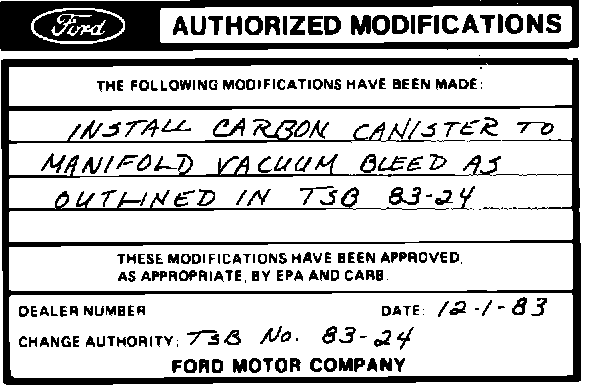 Ford AUTHORIZED MODIFICATIONS
THE FOLLOWING MODIFICATIONS HAVE BEEN MADE:
INSTALL CARBON CANISTER TO
MANIFOLD VACUUM BLEED AS
OUTLINED IN TSB 83-24
THESE MODIFICATIONS HAVE BEEN APPROVED,
AS APPROPRIATE, BY EPA AND CARB.
DEALER NUMBER DATE: 12-1-83
CHANGE AUTHORITY: TSB No. 83-24
FORD MOTOR COMPANY